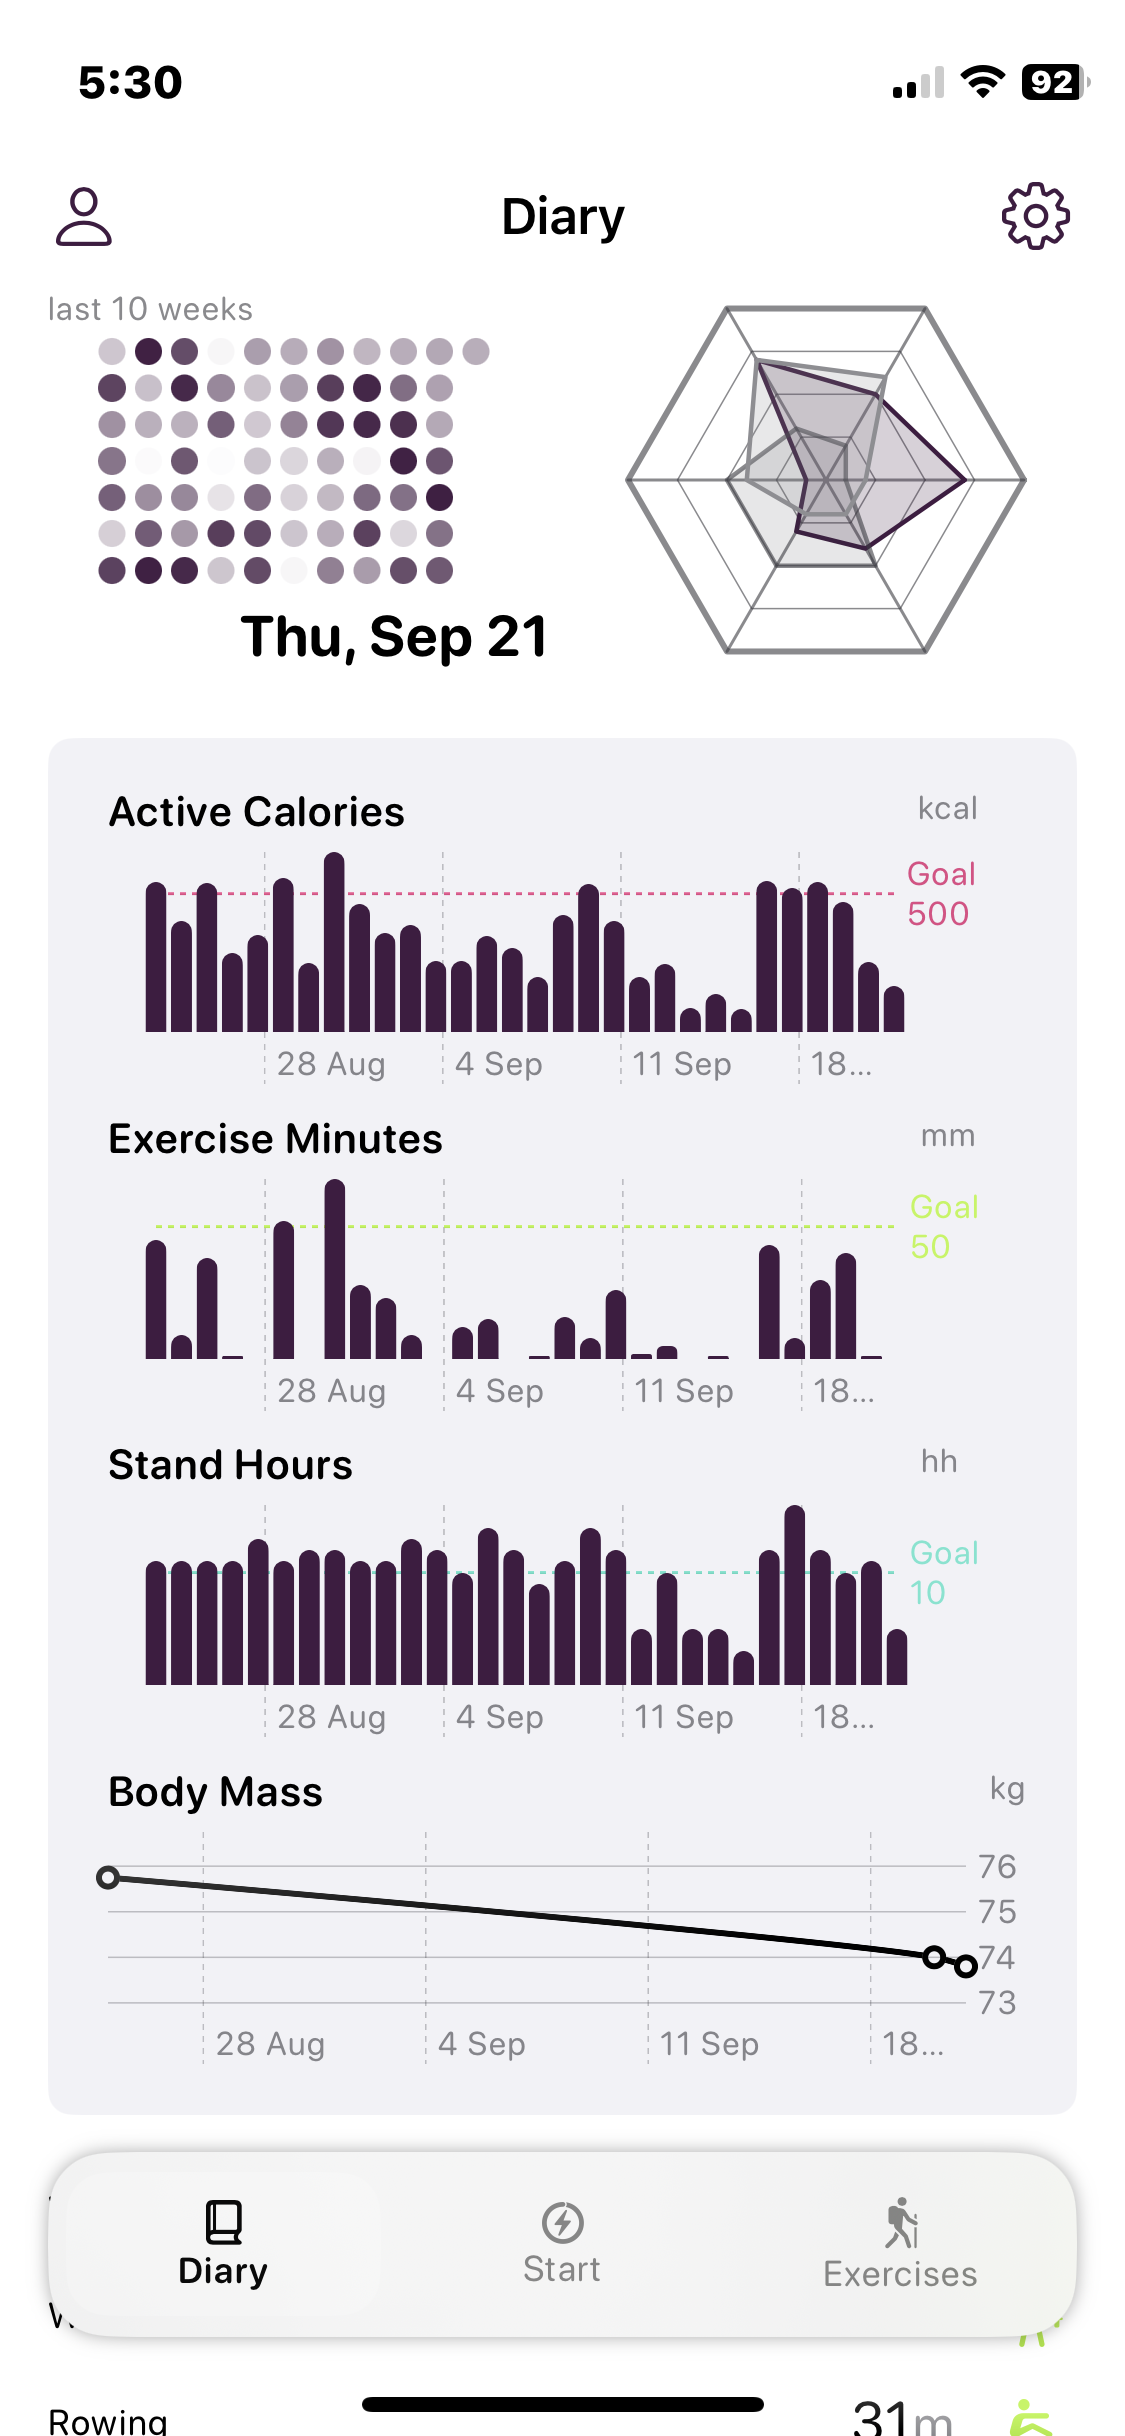 5:30
92
Diary
last 10 weeks
Thu, Sep 21
Active Calories
kcal
Goal
500
28 Aug
4 Sep
11 Sep
18...
Exercise Minutes
mm
Goal
50
28 Aug
4 Sep
11 Sep
18...
Stand Hours
hh
Goal
10
28 Aug
4 Sep
11 Sep
18...
Body Mass
kg
76
75
74
73
28 Aug
4 Sep
11 Sep
18...
Diary
Start
Exercises
Rowing
31m